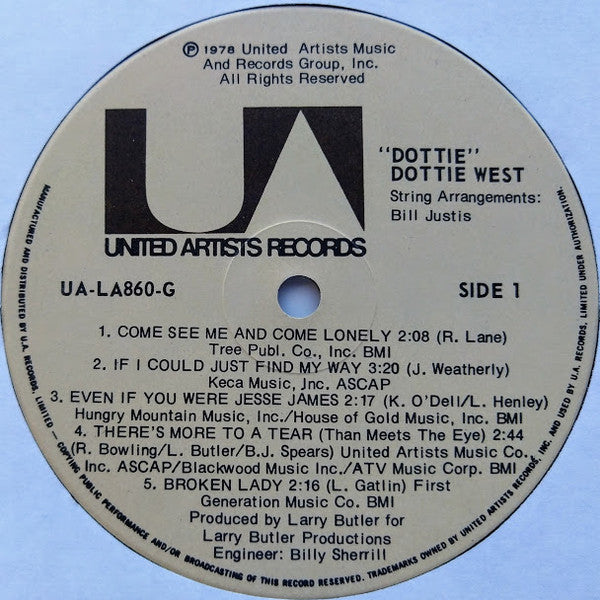 ℗ 1978 United Artists Music
And Records Group, Inc.
All Rights Reserved
UA
UNITED ARTISTS RECORDS
"DOTTIE"
DOTTIE WEST
String Arrangements:
Bill Justis
UA-LA860-G
SIDE 1
1. COME SEE ME AND COME LONELY 2:08 (R. Lane)
Tree Publ. Co., Inc. BMI
2. IF I COULD JUST FIND MY WAY 3:20 (J. Weatherly)
Keca Music, Inc. ASCAP
3. EVEN IF YOU WERE JESSE JAMES 2:17 (K. O'Dell/L. Henley)
Hungry Mountain Music, Inc./House of Gold Music, Inc. BMI
4. THERE'S MORE TO A TEAR (Than Meets The Eye) 2:44
(R. Bowling/L. Butler/B.J. Spears) United Artists Music Co.,
Inc. ASCAP/Blackwood Music Inc./ATV Music Corp. BMI
5. BROKEN LADY 2:16 (L. Gatlin) First
Generation Music Co. BMI
Produced by Larry Butler for
Larry Butler Productions
Engineer: Billy Sherrill
MANUFACTURED AND DISTRIBUTED BY U.A. RECORDS, LIMITED — COPYING PUBLIC PERFORMANCE AND/OR BROADCASTING OF THIS RECORD RESERVED. TRADEMARKS OWNED BY UNITED ARTISTS RECORDS, INC. AND USED BY U.A. RECORDS, LIMITED UNDER AUTHORIZATION.